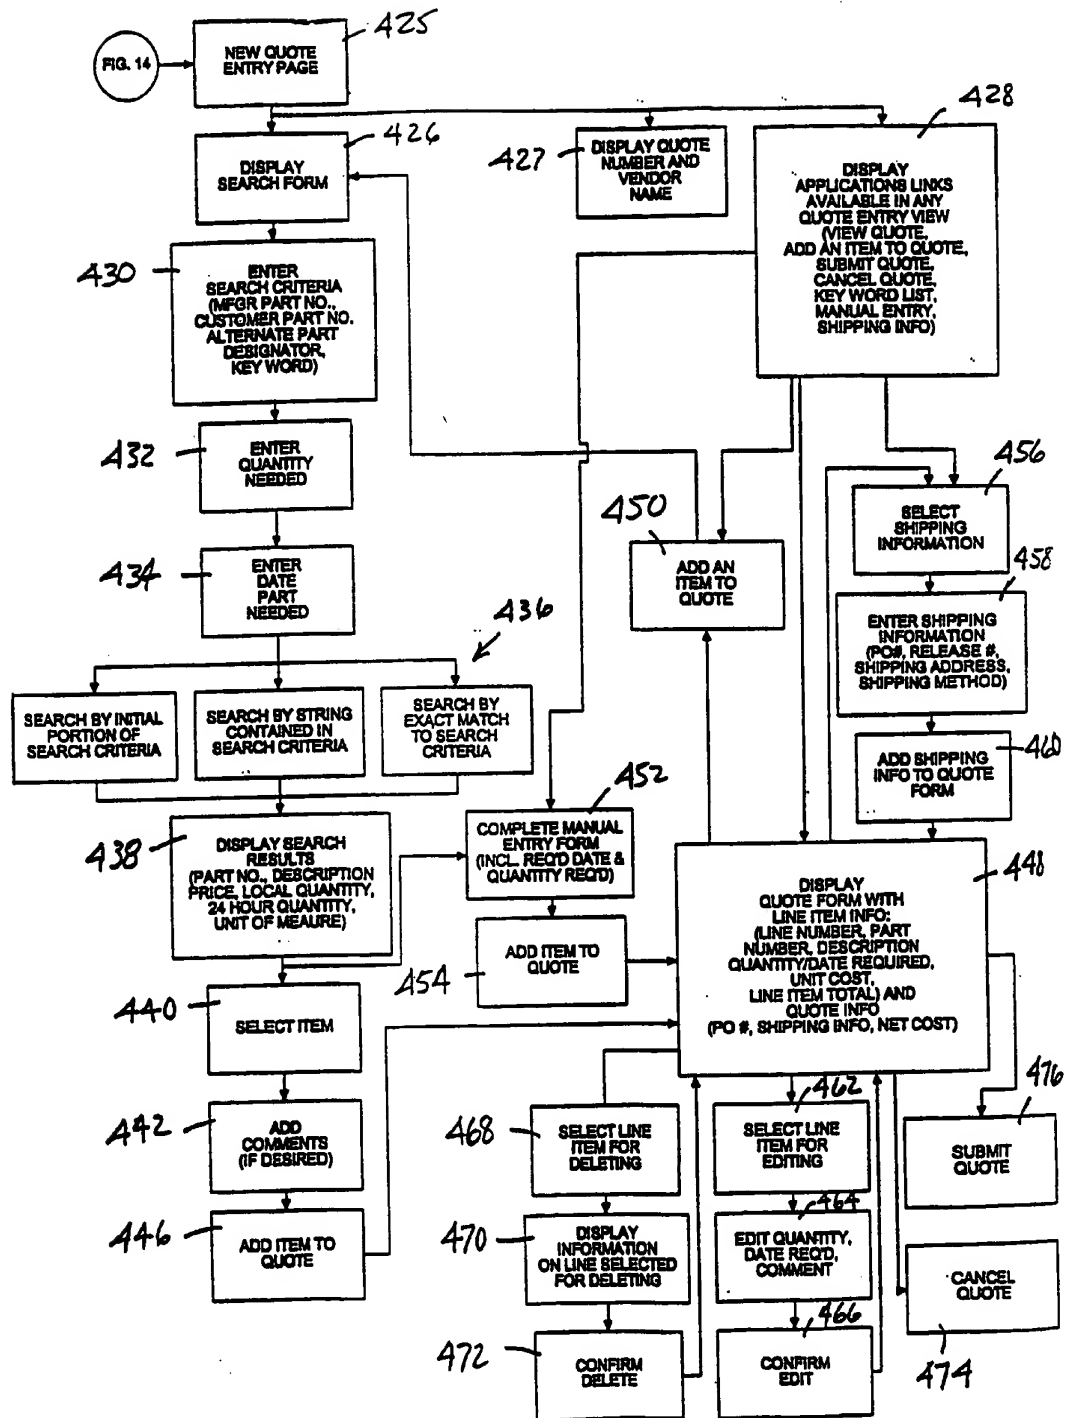 425
FIG. 14
NEW QUOTE
ENTRY PAGE
426
DISPLAY
SEARCH FORM
427
DISPLAY QUOTE
NUMBER AND
VENDOR
NAME
428
DISPLAY
APPLICATIONS LINKS
AVAILABLE IN ANY
QUOTE ENTRY VIEW
(VIEW QUOTE,
ADD AN ITEM TO QUOTE,
SUBMIT QUOTE,
CANCEL QUOTE,
KEY WORD LIST,
MANUAL ENTRY,
SHIPPING INFO)
430
ENTER
SEARCH CRITERIA
(MFGR PART NO.,
CUSTOMER PART NO.
ALTERNATE PART
DESIGNATOR,
KEY WORD)
432
ENTER
QUANTITY
NEEDED
434
ENTER
DATE
PART
NEEDED
436
SEARCH BY INITIAL
PORTION OF
SEARCH CRITERIA
SEARCH BY STRING
CONTAINED IN
SEARCH CRITERIA
SEARCH BY
EXACT MATCH
TO SEARCH
CRITERIA
438
DISPLAY SEARCH
RESULTS
(PART NO., DESCRIPTION
PRICE, LOCAL QUANTITY,
24 HOUR QUANTITY,
UNIT OF MEAURE)
440
SELECT ITEM
442
ADD
COMMENTS
(IF DESIRED)
446
ADD ITEM TO
QUOTE
450
ADD AN
ITEM TO
QUOTE
452
COMPLETE MANUAL
ENTRY FORM
(INCL. REQ'D DATE &
QUANTITY REQ'D)
454
ADD ITEM TO
QUOTE
456
SELECT
SHIPPING
INFORMATION
458
ENTER SHIPPING
INFORMATION
(PO#, RELEASE #,
SHIPPING ADDRESS,
SHIPPING METHOD)
460
ADD SHIPPING
INFO TO QUOTE
FORM
448
DISPLAY
QUOTE FORM WITH
LINE ITEM INFO:
(LINE NUMBER, PART
NUMBER, DESCRIPTION
QUANTITY/DATE REQUIRED,
UNIT COST,
LINE ITEM TOTAL) AND
QUOTE INFO
(PO #, SHIPPING INFO, NET COST)
468
SELECT LINE
ITEM FOR
DELETING
470
DISPLAY
INFORMATION
ON LINE SELECTED
FOR DELETING
472
CONFIRM
DELETE
462
SELECT LINE
ITEM FOR
EDITING
464
EDIT QUANTITY,
DATE REQ'D,
COMMENT
466
CONFIRM
EDIT
476
SUBMIT
QUOTE
CANCEL
QUOTE
474